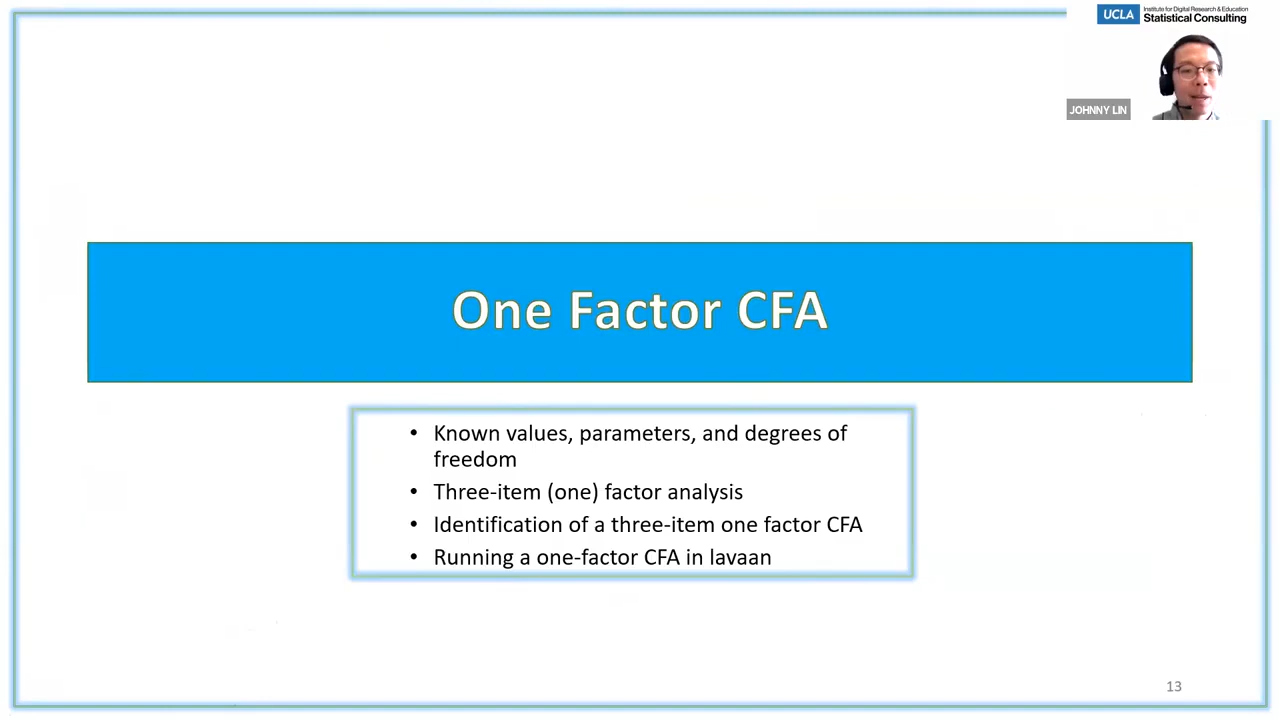 UCLA
Institute for Digital Research & Education
Statistical Consulting
JOHNNY LIN
One Factor CFA
• Known values, parameters, and degrees of
freedom
• Three-item (one) factor analysis
• Identification of a three-item one factor CFA
• Running a one-factor CFA in lavaan
13